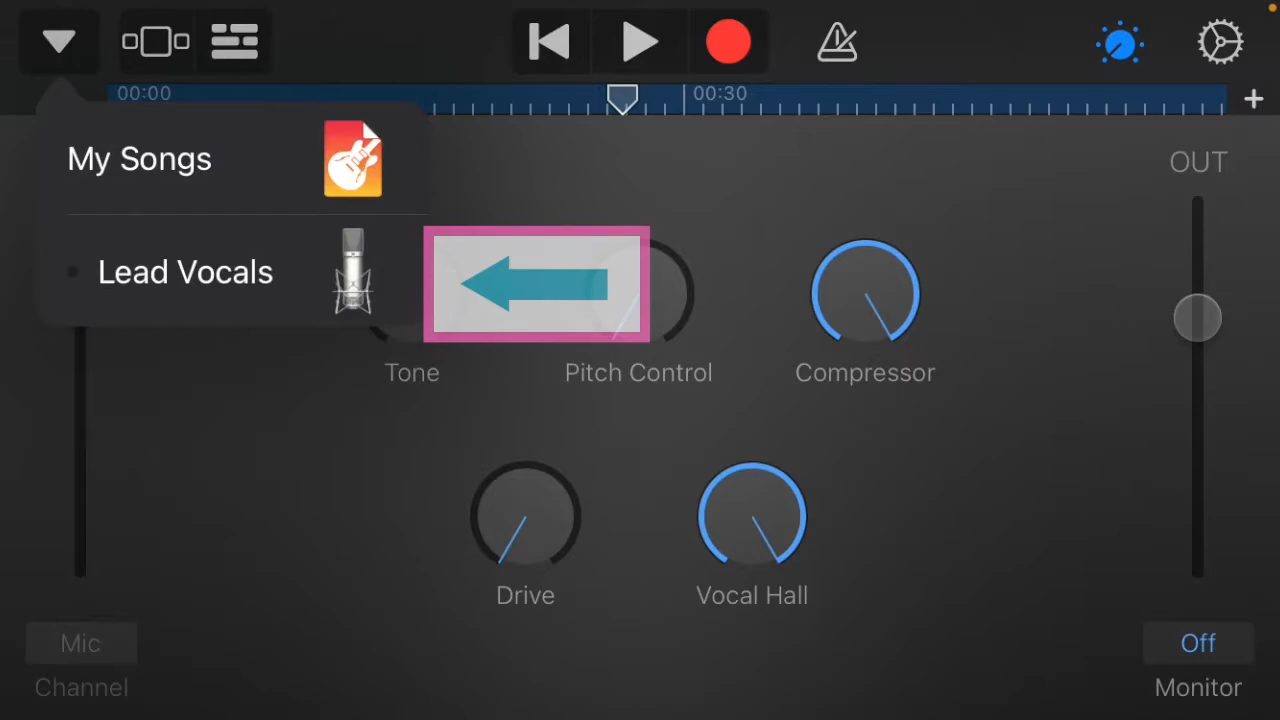 00:00
00:30
My Songs
Lead Vocals
OUT
Tone
Pitch Control
Compressor
Drive
Vocal Hall
Mic
Channel
Off
Monitor